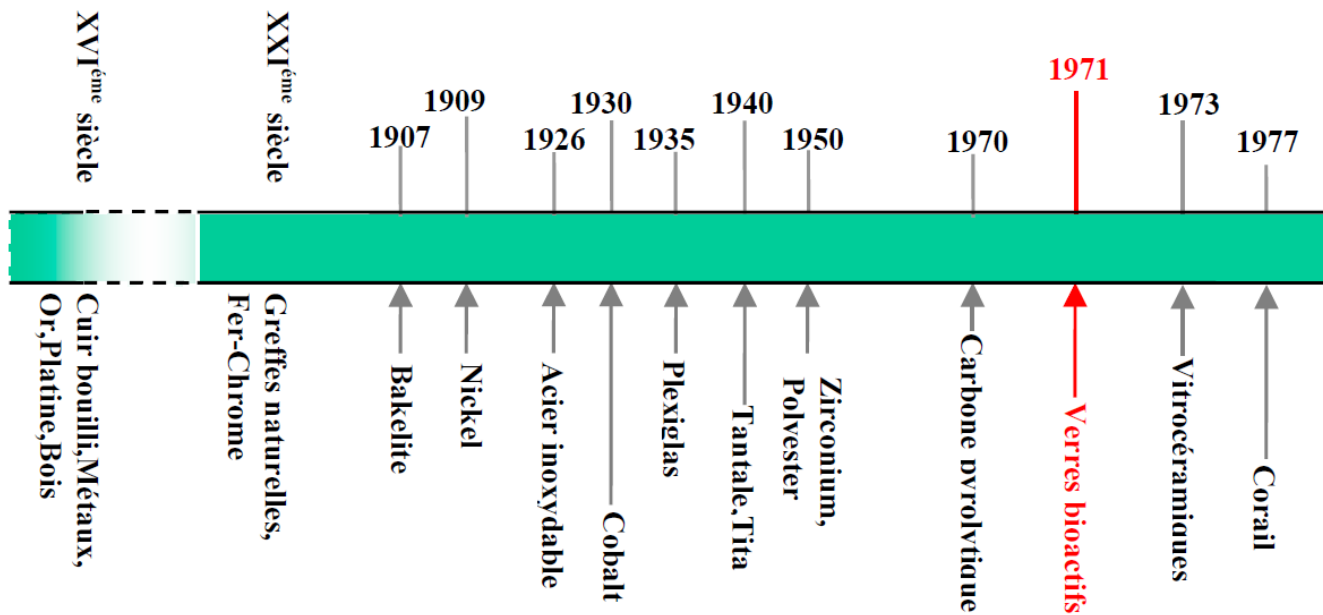 XVIéme siècle
XXIéme siècle
1907
1909
1926
1930
1935
1940
1950
1970
1971
1973
1977
Cuir bouilli,Métaux,
Or,Platine,Bois
Greffes naturelles,
Fer-Chrome
Bakelite
Nickel
Acier inoxydable
Cobalt
Plexiglas
Tantale,Tita
Zirconium,
Polyester
Carbone pyrolytique
Verres bioactifs
Vitrocéramiques
Corail